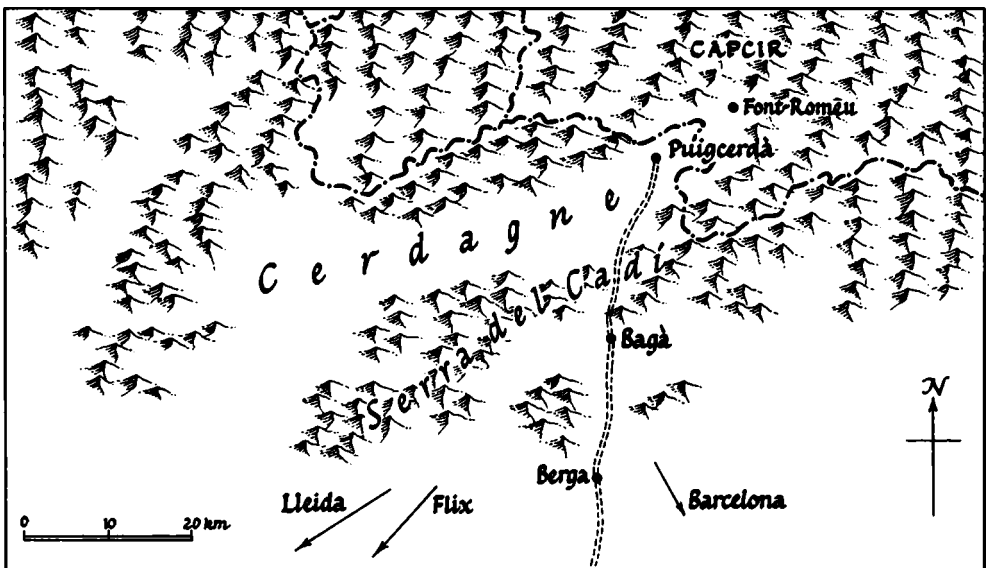 CAPCIR
Font-Romeu
Puigcerdà
Cerdagne
Serra del Cadí
Bagà
N
Berga
Lleida
Flix
Barcelona
0 10 20 km